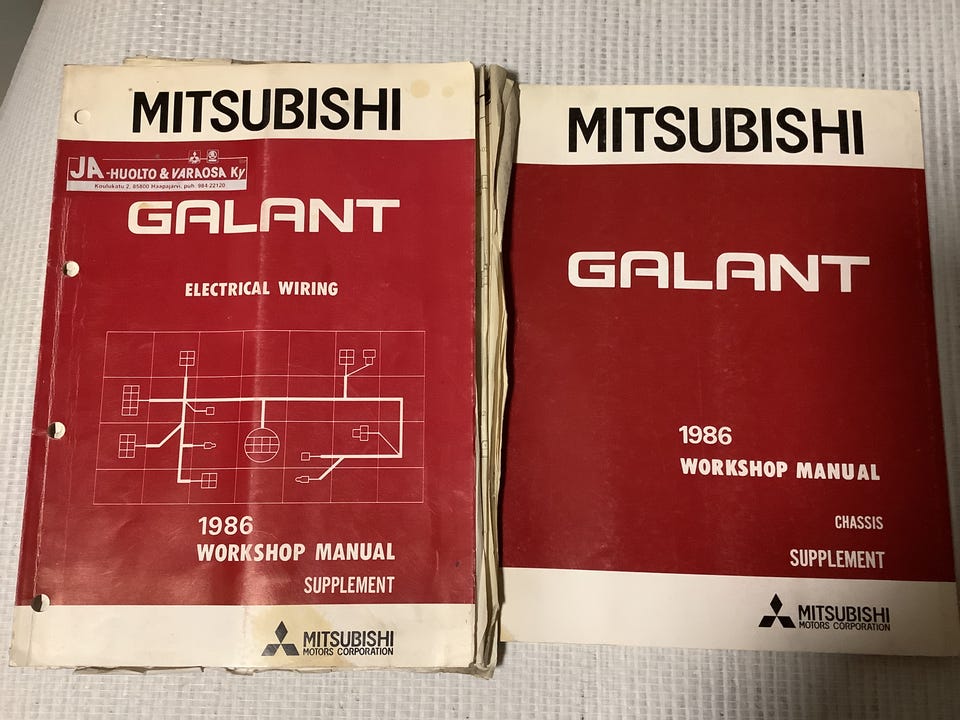 MITSUBISHI
JA-HUOLTO & VARAOSA Ky
Koulukatu 2, 85800 Haapajärvi, puh. 984-22120
GALANT
ELECTRICAL WIRING
1986
WORKSHOP MANUAL
SUPPLEMENT
MITSUBISHI
MOTORS CORPORATION
MITSUBISHI
GALANT
1986
WORKSHOP MANUAL
CHASSIS
SUPPLEMENT
MITSUBISHI
MOTORS CORPORATION